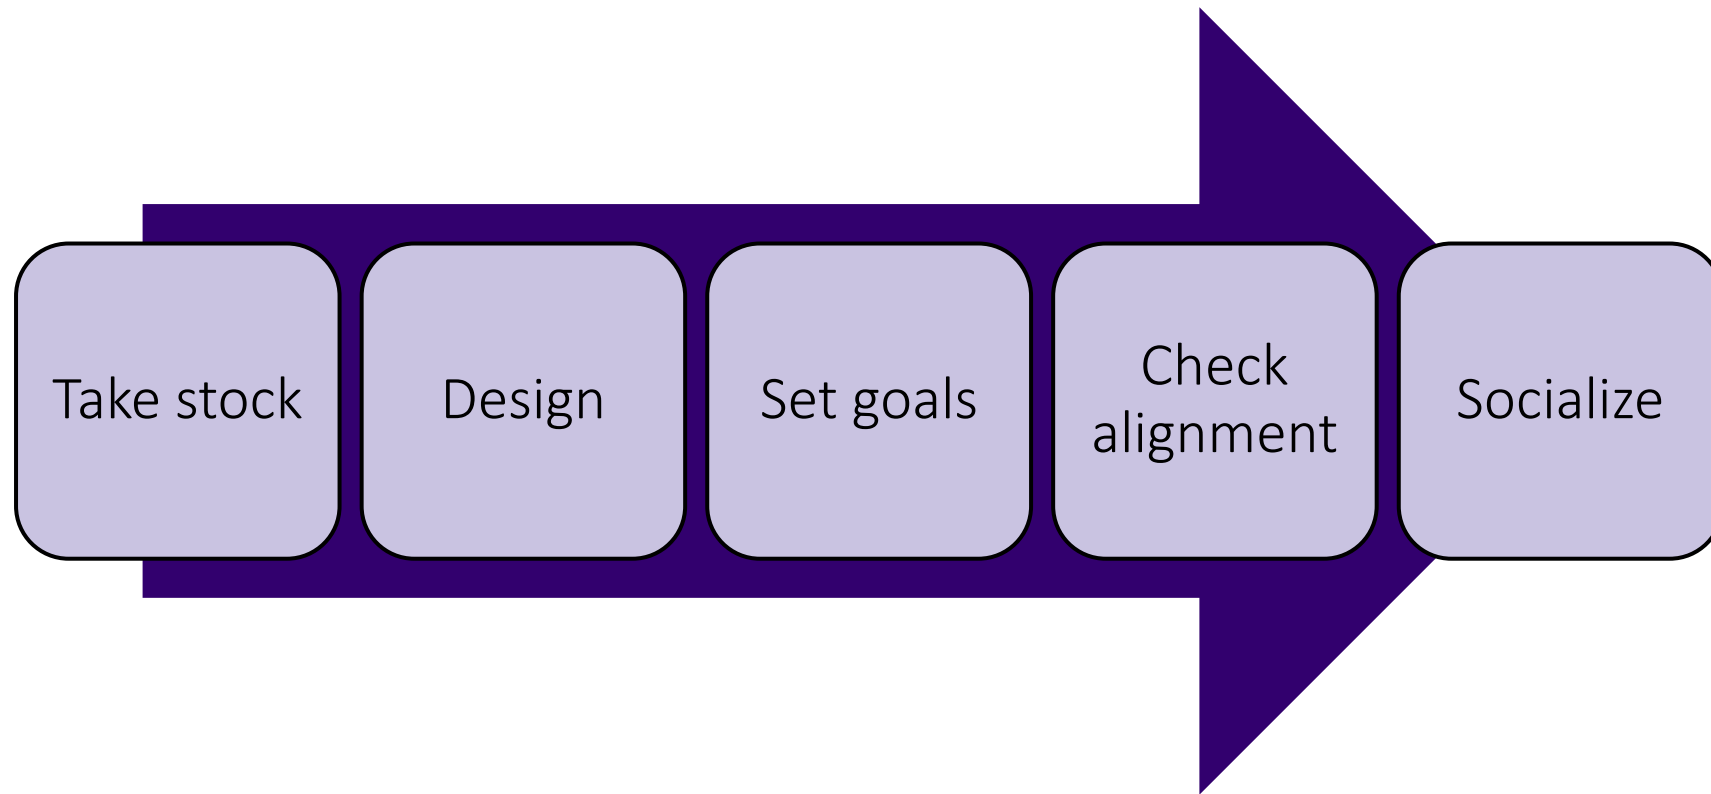 Take stock
Design
Set goals
Check
alignment
Socialize